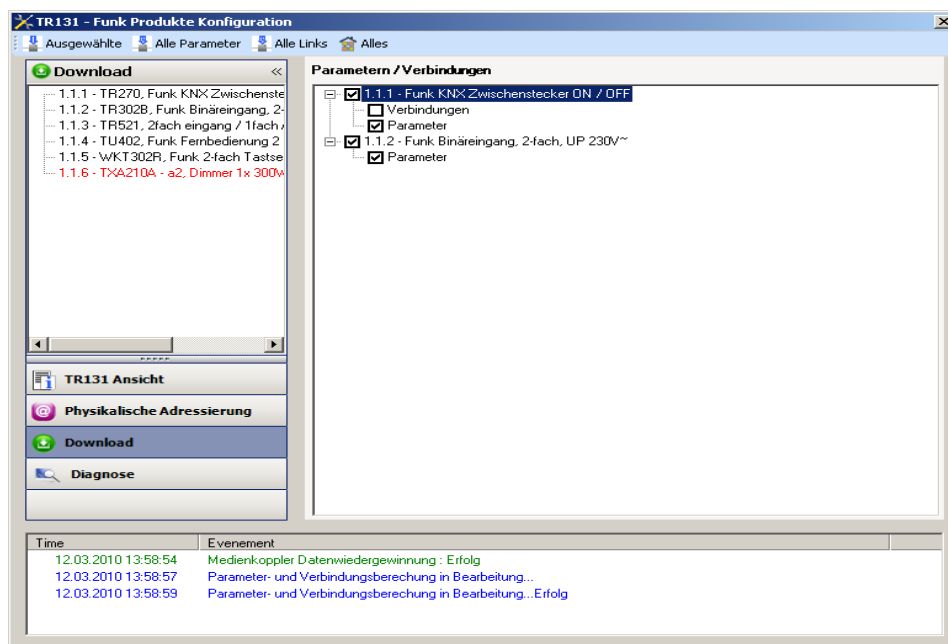 TR131 - Funk Produkte Konfiguration
Ausgewählte Alle Parameter Alle Links Alles
Download «
1.1.1 - TR270, Funk KNX Zwischenste
1.1.2 - TR302B, Funk Binäreingang, 2-
1.1.3 - TR521, 2fach eingang / 1fach
1.1.4 - TU402, Funk Fernbedienung 2
1.1.5 - WKT302R, Funk 2-fach Tastse
1.1.6 - TXA210A - a2, Dimmer 1x 300W
TR131 Ansicht
Physikalische Adressierung
Download
Diagnose
Parametern / Verbindungen
1.1.1 - Funk KNX Zwischenstecker ON / OFF
Verbindungen
Parameter
1.1.2 - Funk Binäreingang, 2-fach, UP 230V~
Parameter
Time Evenement
12.03.2010 13:58:54 Medienkoppler Datenwiedergewinnung : Erfolg
12.03.2010 13:58:57 Parameter- und Verbindungsberechung in Bearbeitung...
12.03.2010 13:58:59 Parameter- und Verbindungsberechung in Bearbeitung...Erfolg